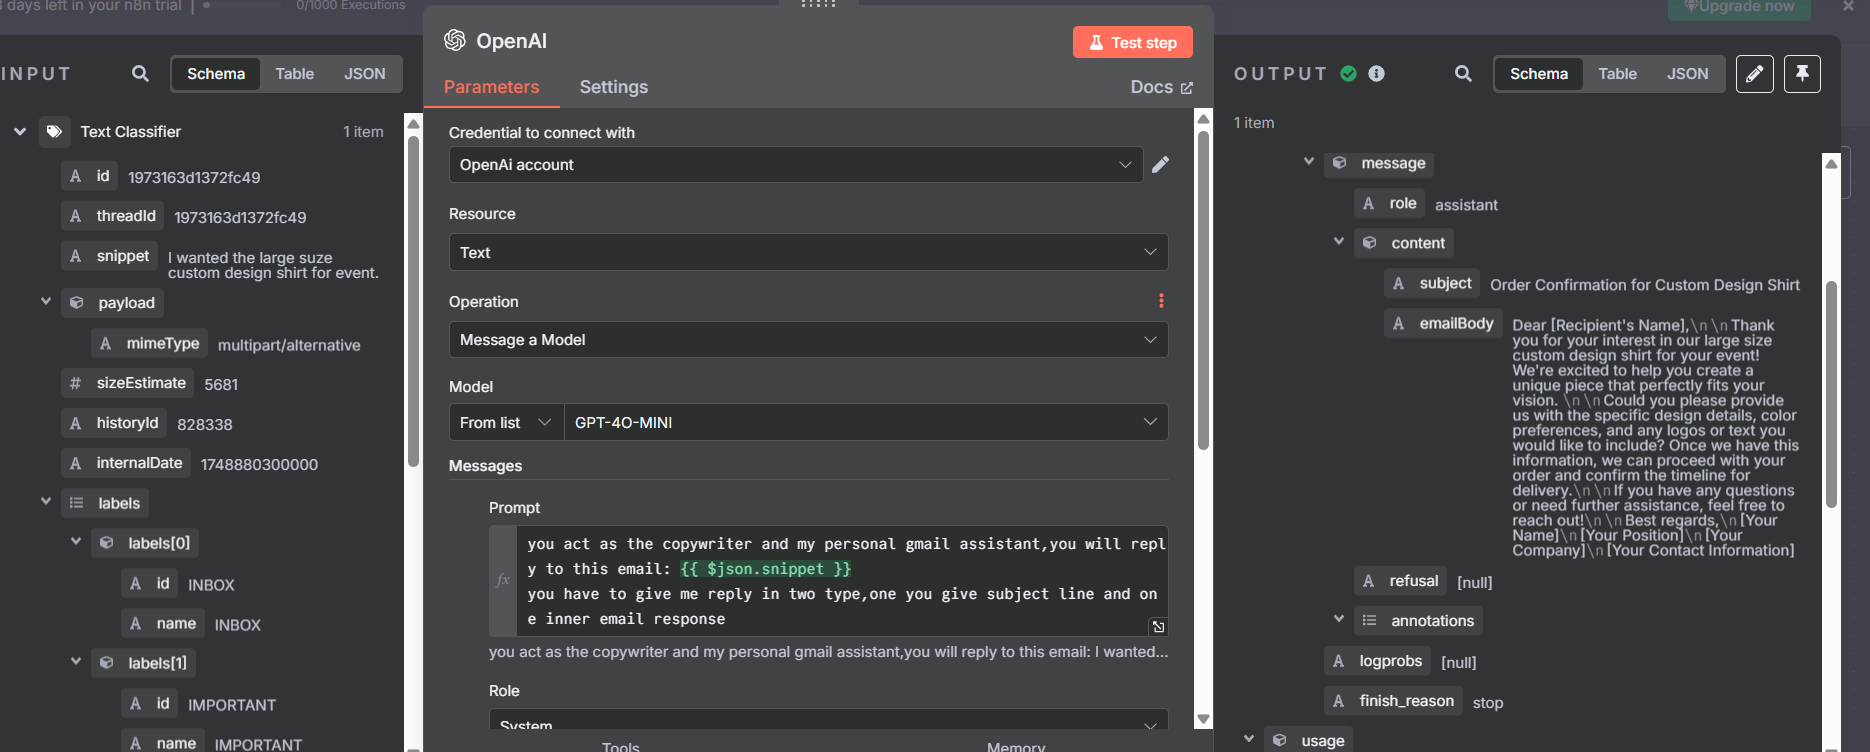 days left in your n8n trial
0/1000 Executions
Upgrade now
INPUT
Schema
Table
JSON
Text Classifier
1 item
A id 1973163d1372fc49
A threadId 1973163d1372fc49
A snippet I wanted the large suze
custom design shirt for event.
payload
A mimeType multipart/alternative
# sizeEstimate 5681
A historyId 828338
A internalDate 1748880300000
labels
labels[0]
A id INBOX
A name INBOX
labels[1]
A id IMPORTANT
A name IMPORTANT
OpenAI
Test step
Parameters
Settings
Docs
Credential to connect with
OpenAi account
Resource
Text
Operation
Message a Model
Model
From list
GPT-4O-MINI
Messages
Prompt
fx
you act as the copywriter and my personal gmail assistant,you will repl
y to this email: {{ $json.snippet }}
you have to give me reply in two type,one you give subject line and on
e inner email response
you act as the copywriter and my personal gmail assistant,you will reply to this email: I wanted...
Role
System
Tools
Memory
OUTPUT
Schema
Table
JSON
1 item
message
A role assistant
content
A subject Order Confirmation for Custom Design Shirt
A emailBody Dear [Recipient's Name],\n\nThank
you for your interest in our large size
custom design shirt for your event!
We're excited to help you create a
unique piece that perfectly fits your
vision. \n\nCould you please provide
us with the specific design details, color
preferences, and any logos or text you
would like to include? Once we have this
information, we can proceed with your
order and confirm the timeline for
delivery.\n\nIf you have any questions
or need further assistance, feel free to
reach out!\n\nBest regards,\n[Your
Name]\n[Your Position]\n[Your
Company]\n[Your Contact Information]
A refusal [null]
annotations
A logprobs [null]
A finish_reason stop
usage